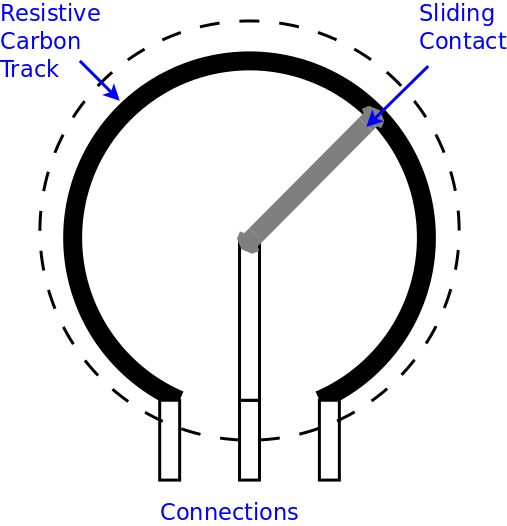 Resistive
Carbon
Track
Sliding
Contact
Connections